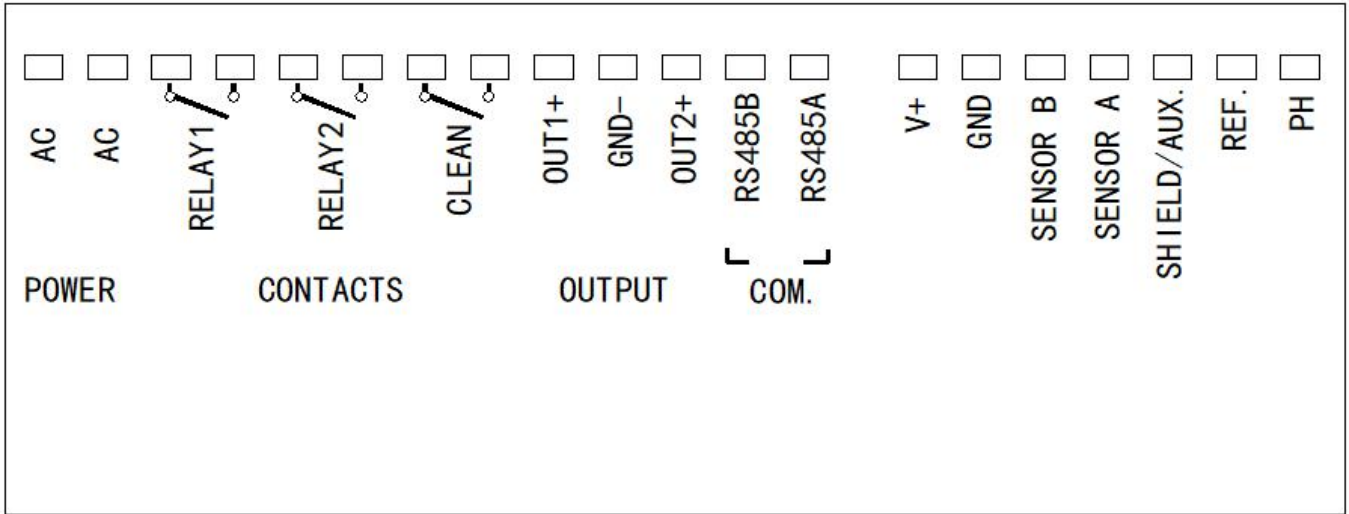 AC
AC
RELAY1
RELAY2
CLEAN
OUT1+
GND-
OUT2+
RS485B
RS485A
V+
GND
SENSOR B
SENSOR A
SHIELD/AUX.
REF.
PH
POWER
CONTACTS
OUTPUT
COM.